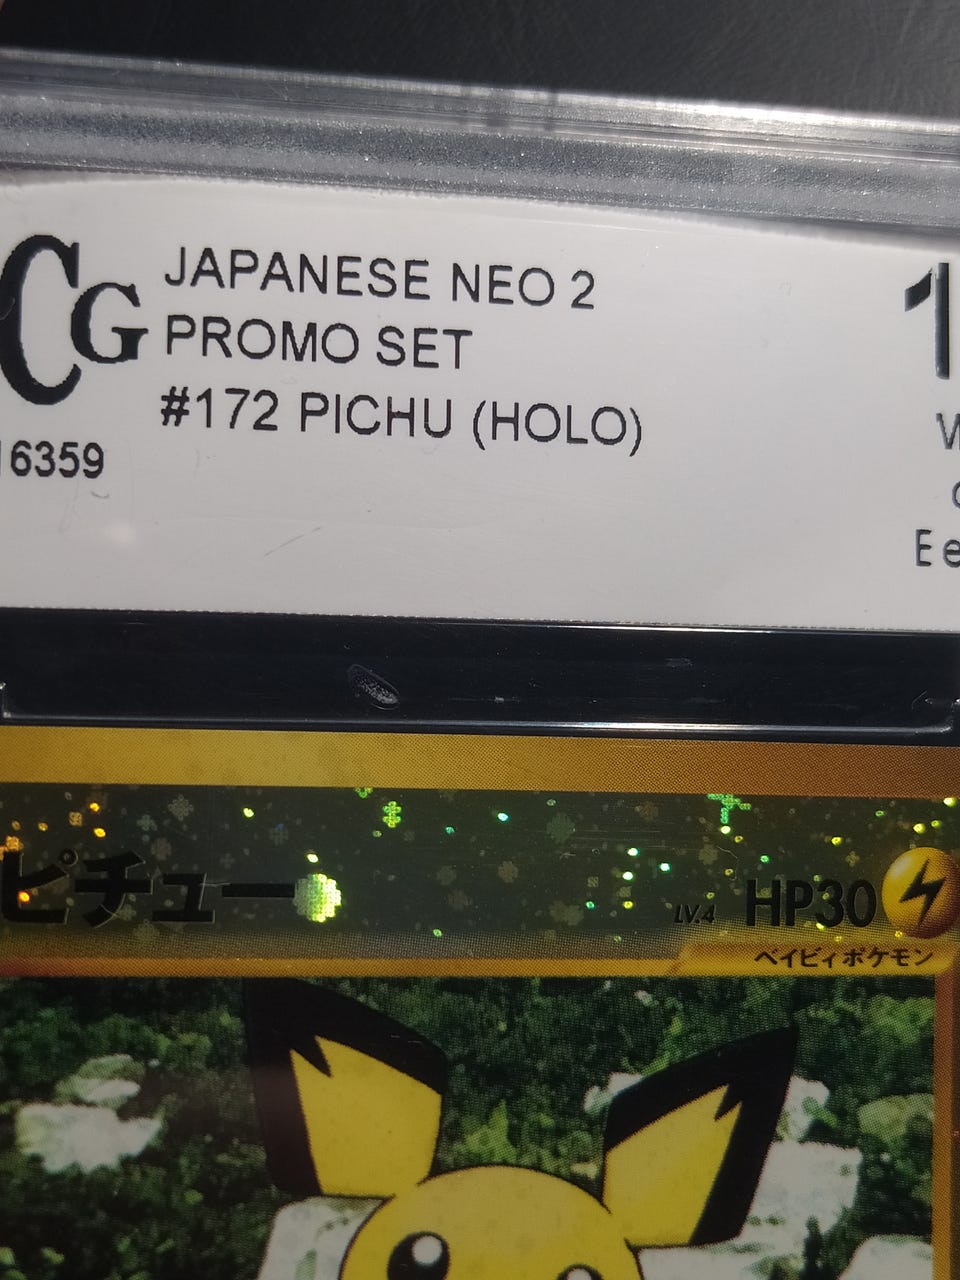 CG
JAPANESE NEO 2
PROMO SET
#172 PICHU (HOLO)
16359
ピチュー
LV.4 HP30
ベイビィポケモン